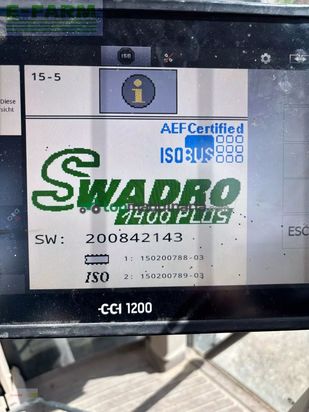 E-FARM
ISO
15-5
i
Diese
sicht
AEF Certified
ISOBUS
SWADRO
1400 PLUS
SW: 200842143
1: 150200788-03
ISO 2: 150200789-03
ESC
CCI 1200